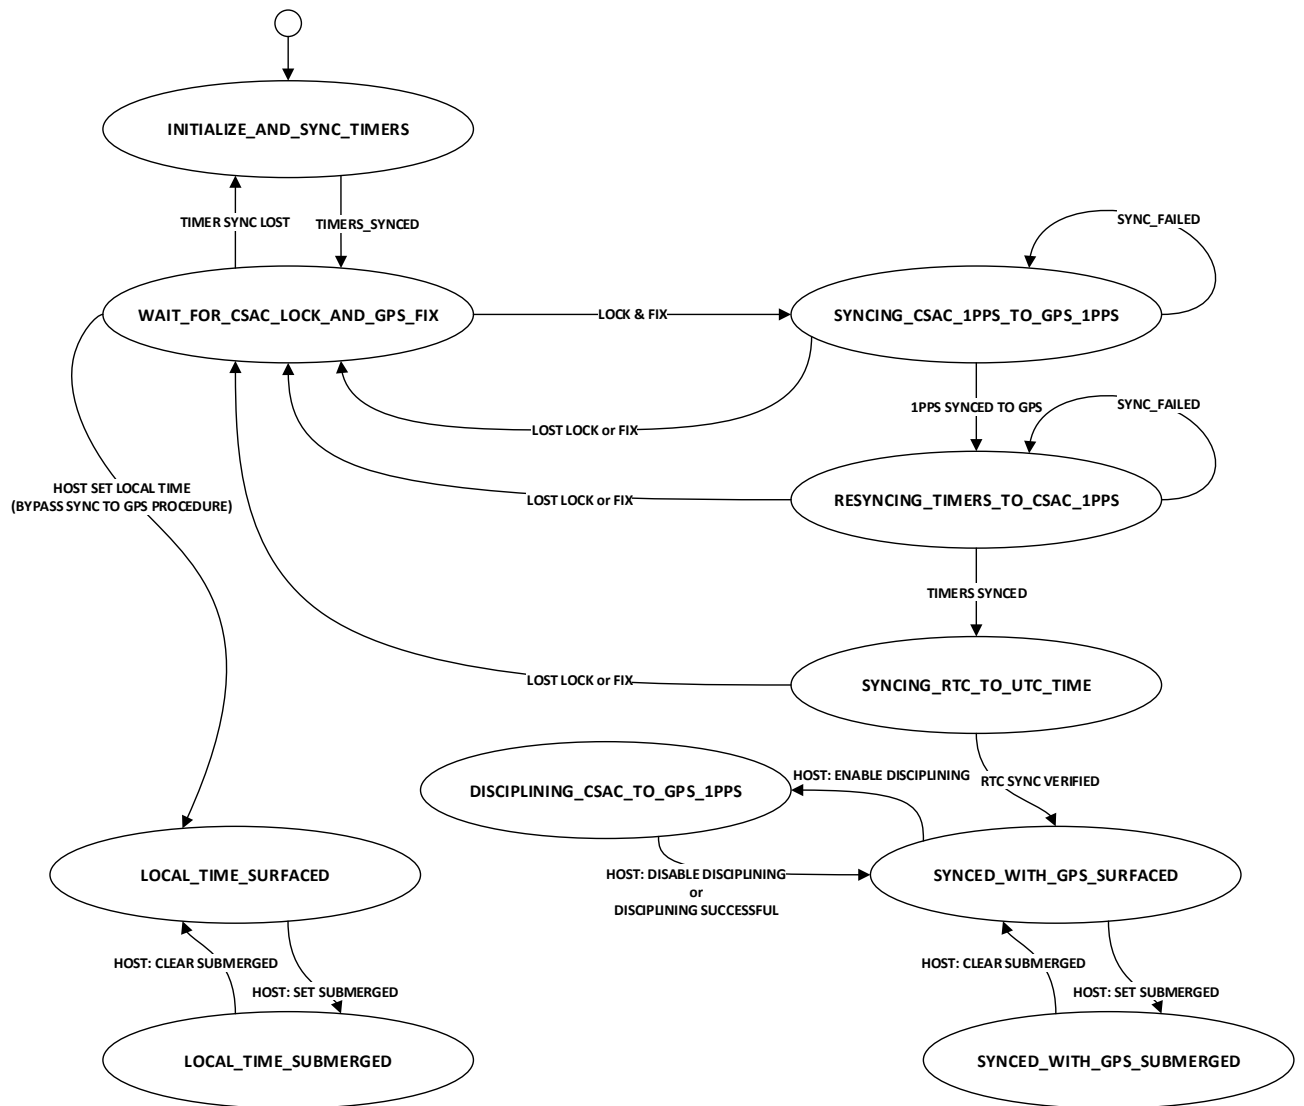 INITIALIZE_AND_SYNC_TIMERS
TIMER SYNC LOST
TIMERS_SYNCED
SYNC_FAILED
WAIT_FOR_CSAC_LOCK_AND_GPS_FIX
LOCK & FIX
SYNCING_CSAC_1PPS_TO_GPS_1PPS
1PPS SYNCED TO GPS
SYNC_FAILED
LOST LOCK or FIX
HOST SET LOCAL TIME
(BYPASS SYNC TO GPS PROCEDURE)
LOST LOCK or FIX
RESYNCING_TIMERS_TO_CSAC_1PPS
TIMERS SYNCED
LOST LOCK or FIX
SYNCING_RTC_TO_UTC_TIME
DISCIPLINING_CSAC_TO_GPS_1PPS
HOST: ENABLE DISCIPLINING
RTC SYNC VERIFIED
LOCAL_TIME_SURFACED
HOST: DISABLE DISCIPLINING
or
DISCIPLINING SUCCESSFUL
SYNCED_WITH_GPS_SURFACED
HOST: CLEAR SUBMERGED
HOST: SET SUBMERGED
HOST: CLEAR SUBMERGED
HOST: SET SUBMERGED
LOCAL_TIME_SUBMERGED
SYNCED_WITH_GPS_SUBMERGED